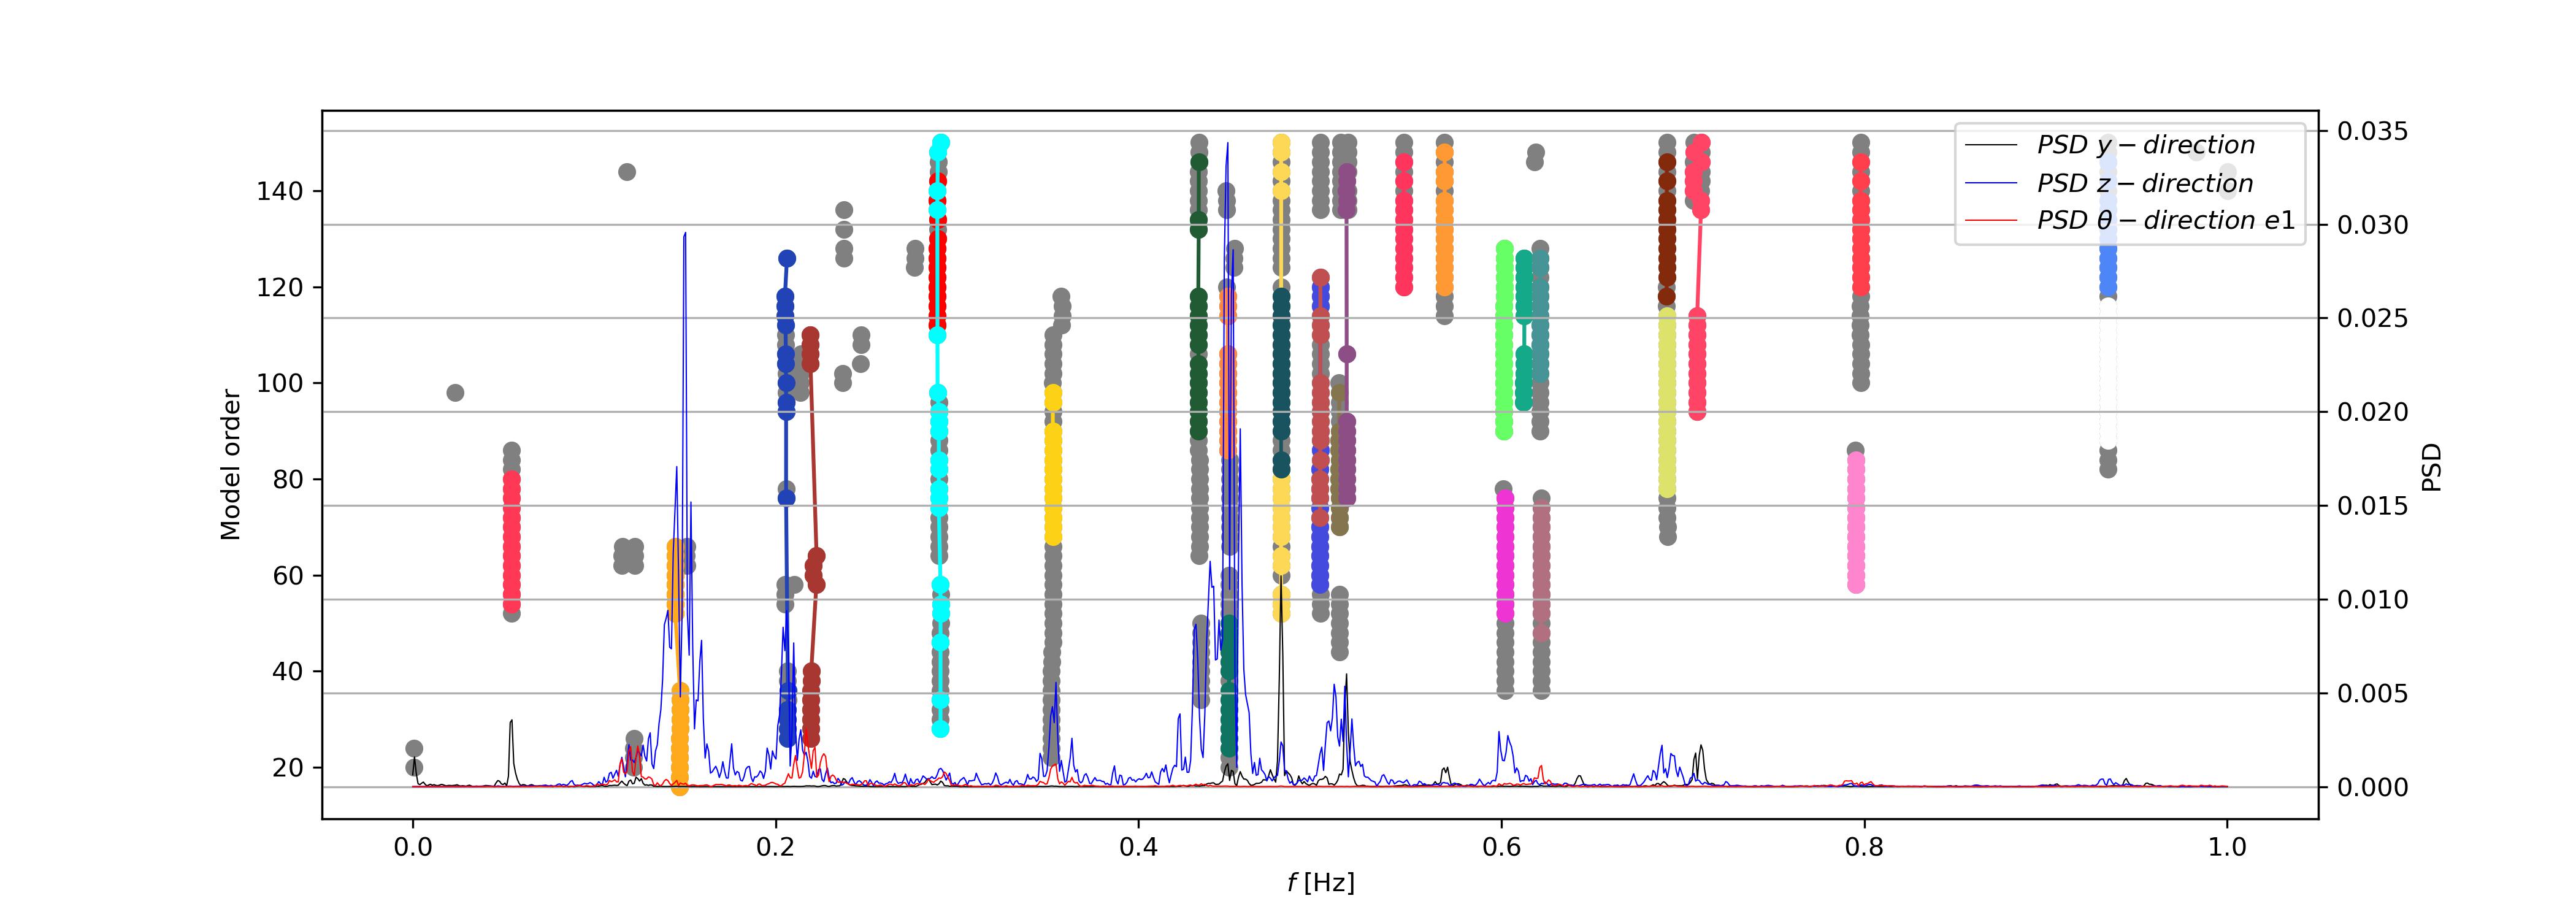 PSD y − direction
PSD z − direction
PSD θ − direction e1
140
120
100
80
60
40
20
Model order
0.035
0.030
0.025
0.020
0.015
0.010
0.005
0.000
PSD
0.0 0.2 0.4 0.6 0.8 1.0
f [Hz]